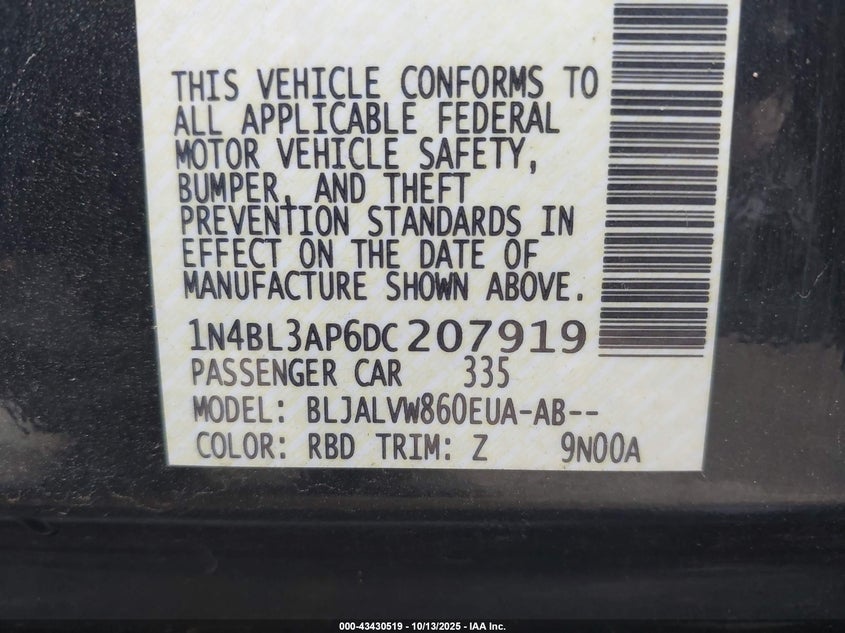 THIS VEHICLE CONFORMS TO
ALL APPLICABLE FEDERAL
MOTOR VEHICLE SAFETY,
BUMPER, AND THEFT
PREVENTION STANDARDS IN
EFFECT ON THE DATE OF
MANUFACTURE SHOWN ABOVE.
1N4BL3AP6DC207919
PASSENGER CAR 335
MODEL: BLJALVW860EUA-AB--
COLOR: RBD TRIM: Z 9N00A
000-43430519 - 10/13/2025 - IAA Inc.